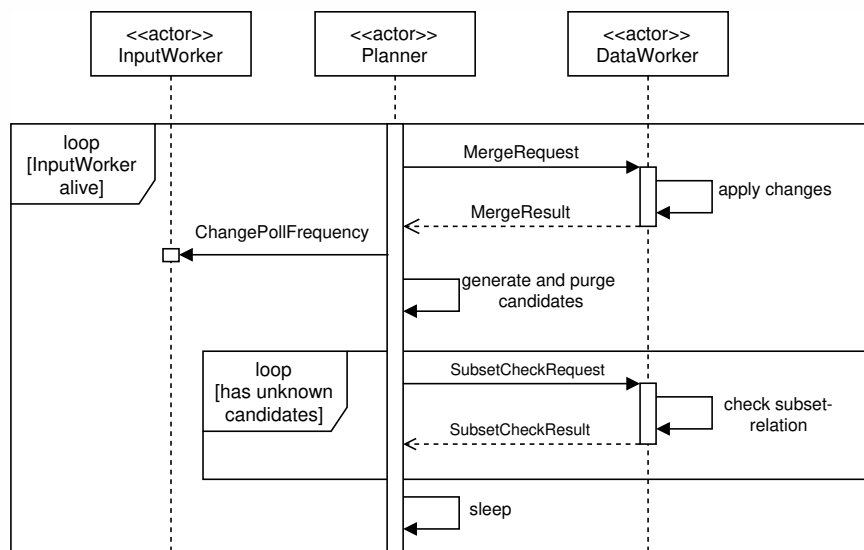 <<actor>>
InputWorker
<<actor>>
Planner
<<actor>>
DataWorker
loop
[InputWorker
alive]
MergeRequest
apply changes
MergeResult
ChangePollFrequency
generate and purge
candidates
loop
[has unknown
candidates]
SubsetCheckRequest
check subset-
relation
SubsetCheckResult
sleep